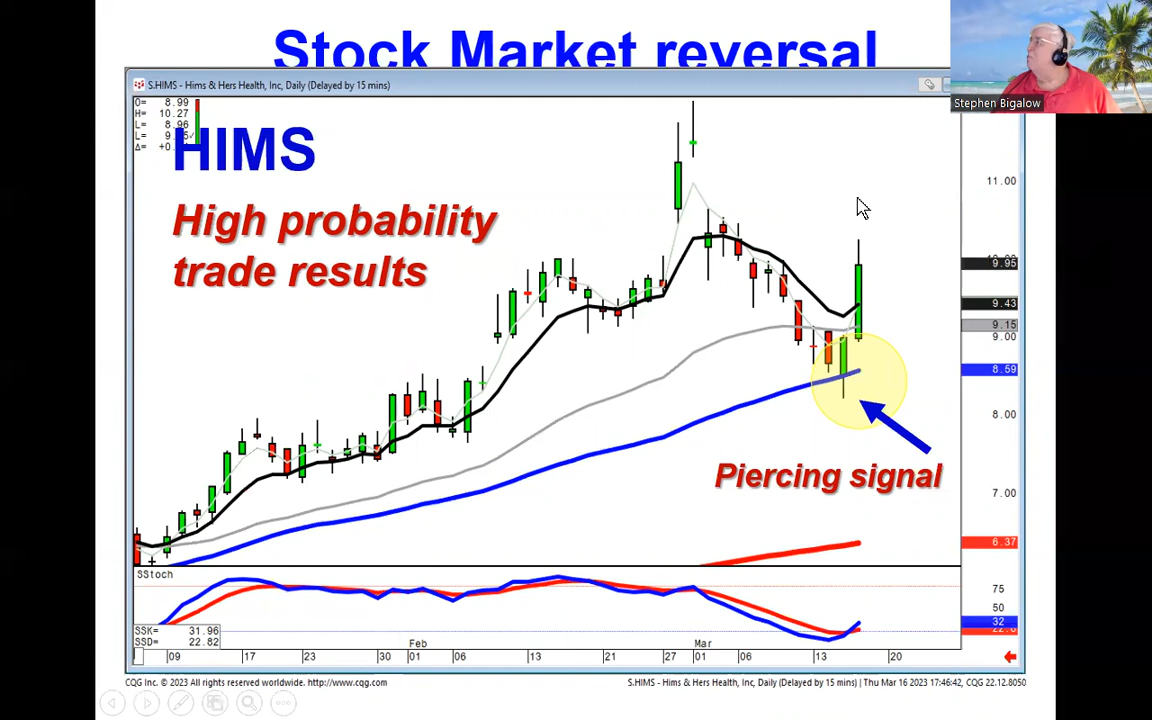 Stock Market reversal
Stephen Bigalow
S.HIMS - Hims & Hers Health, Inc, Daily (Delayed by 15 mins)
O= 8.99
H= 10.27
L= 8.96
L=
Δ=
HIMS
High probability
trade results
11.00
9.95
9.43
9.15
9.00
8.59
8.00
7.00
6.37
Piercing signal
SStoch
75
50
32
SSK= 31.96
SSD= 22.82
Feb Mar
09 17 23 30 06 13 21 27 01 06 13 20
CQG Inc. © 2023 All rights reserved worldwide. http://www.cqg.com
S.HIMS - Hims & Hers Health, Inc, Daily (Delayed by 15 mins) | Thu Mar 16 2023 17:46:42, CQG 22.12.8050